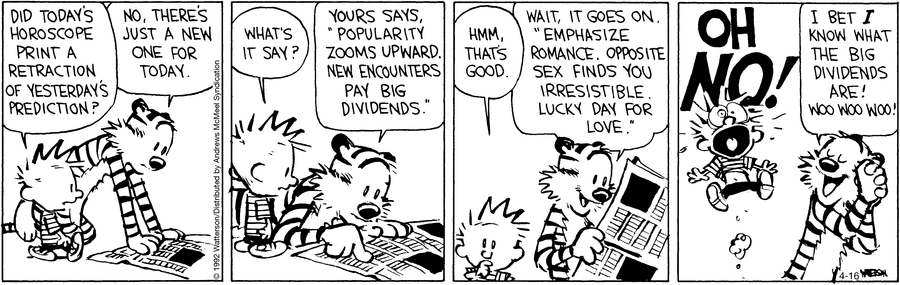 DID TODAY'S
HOROSCOPE
PRINT A
RETRACTION
OF YESTERDAY'S
PREDICTION?
NO, THERE'S
JUST A NEW
ONE FOR
TODAY.
© 1992 Watterson/Distributed by Andrews McMeel Syndication
WHAT'S
IT SAY?
YOURS SAYS,
"POPULARITY
ZOOMS UPWARD.
NEW ENCOUNTERS
PAY BIG
DIVIDENDS."
HMM,
THAT'S
GOOD.
WAIT, IT GOES ON.
"EMPHASIZE
ROMANCE. OPPOSITE
SEX FINDS YOU
IRRESISTIBLE.
LUCKY DAY FOR
LOVE."
OH
NO!
I BET I
KNOW WHAT
THE BIG
DIVIDENDS
ARE!
WOO WOO WOO!
4-16 WATTERSON